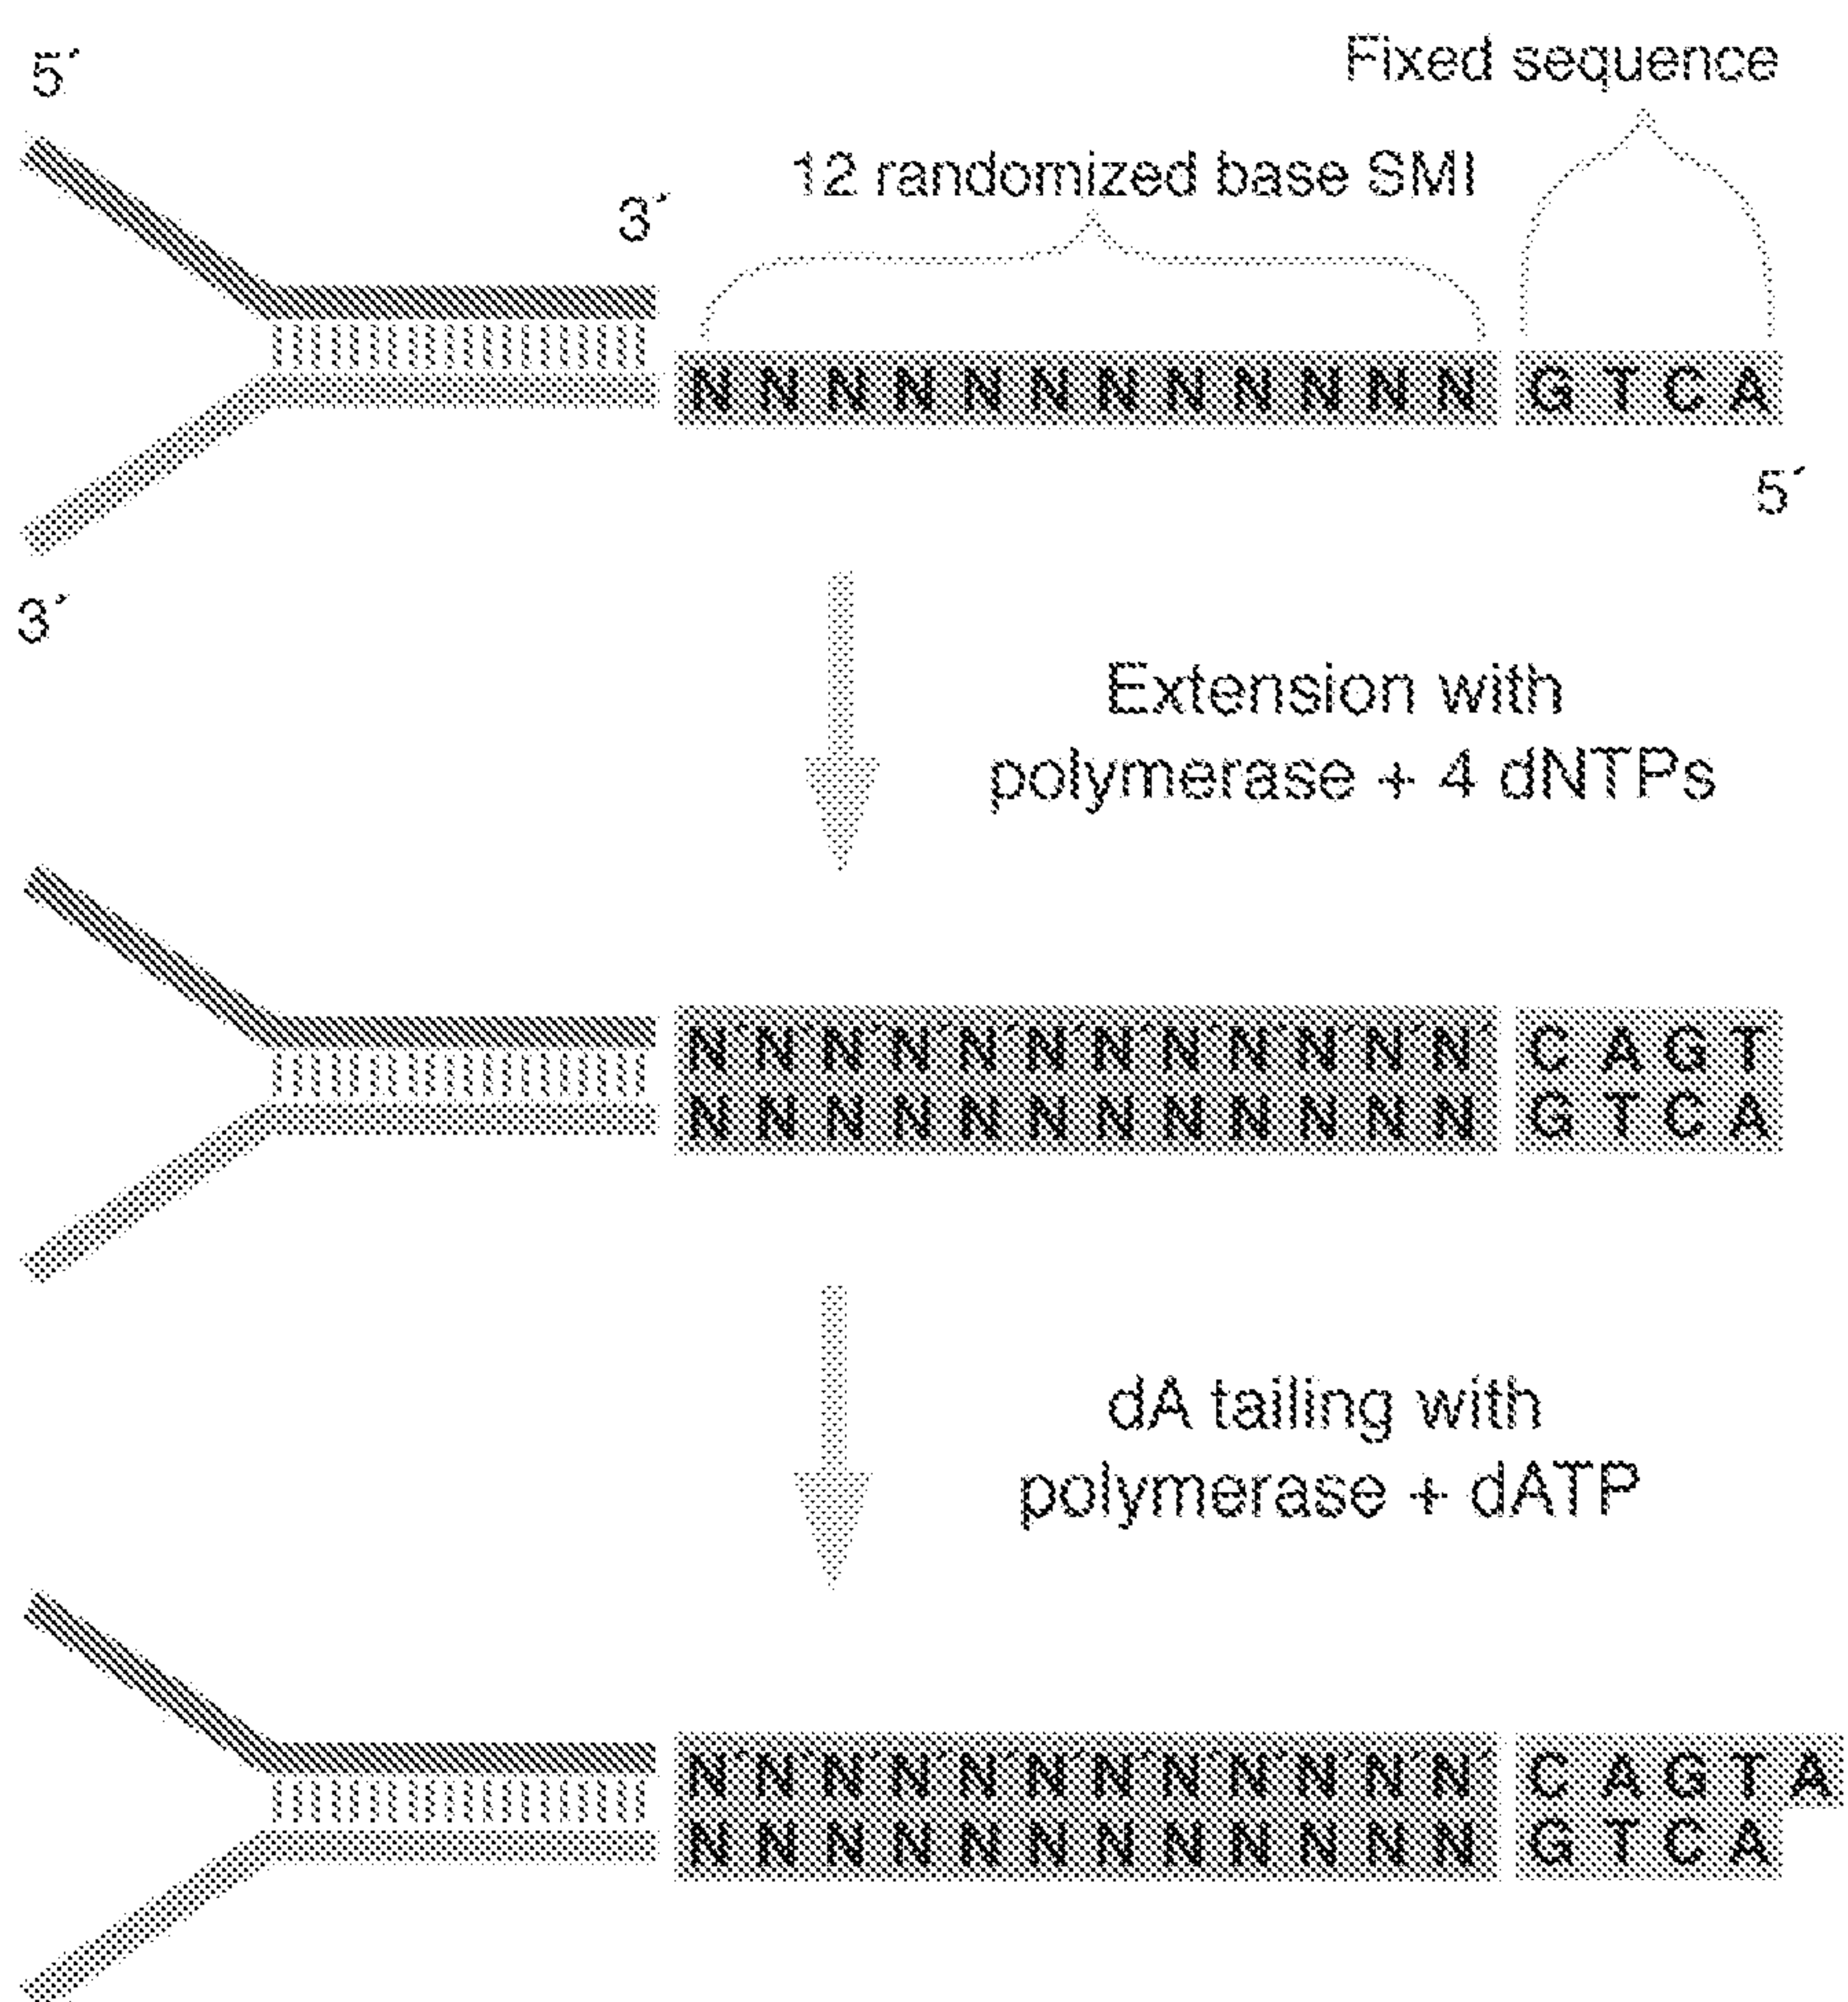 5´
Fixed sequence
12 randomized base SMI
3´
N N N N N N N N N N N N G T C A
5´
3´
Extension with
polymerase + 4 dNTPs
N´ N´ N´ N´ N´ N´ N´ N´ N´ N´ N´ N´ C A G T
N N N N N N N N N N N N G T C A
dA tailing with
polymerase + dATP
N´ N´ N´ N´ N´ N´ N´ N´ N´ N´ N´ N´ C A G T A
N N N N N N N N N N N N G T C A